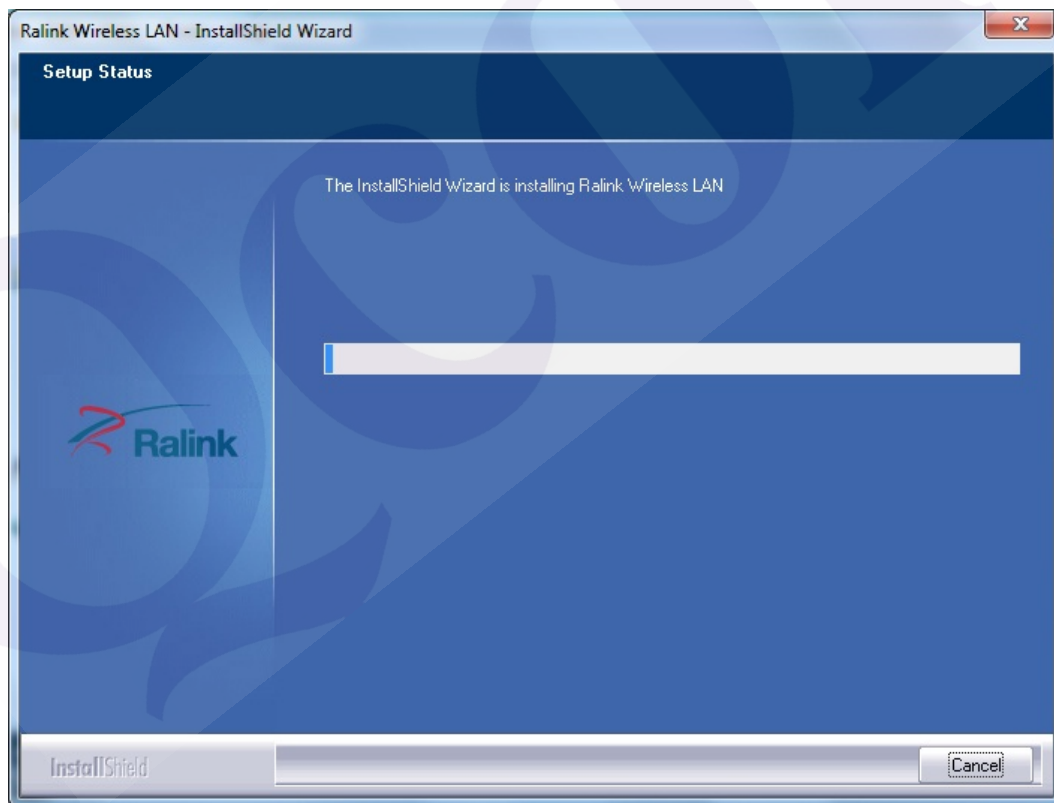 Ralink Wireless LAN - InstallShield Wizard
X
Setup Status
The InstallShield Wizard is installing Ralink Wireless LAN
Ralink
InstallShield
Cancel